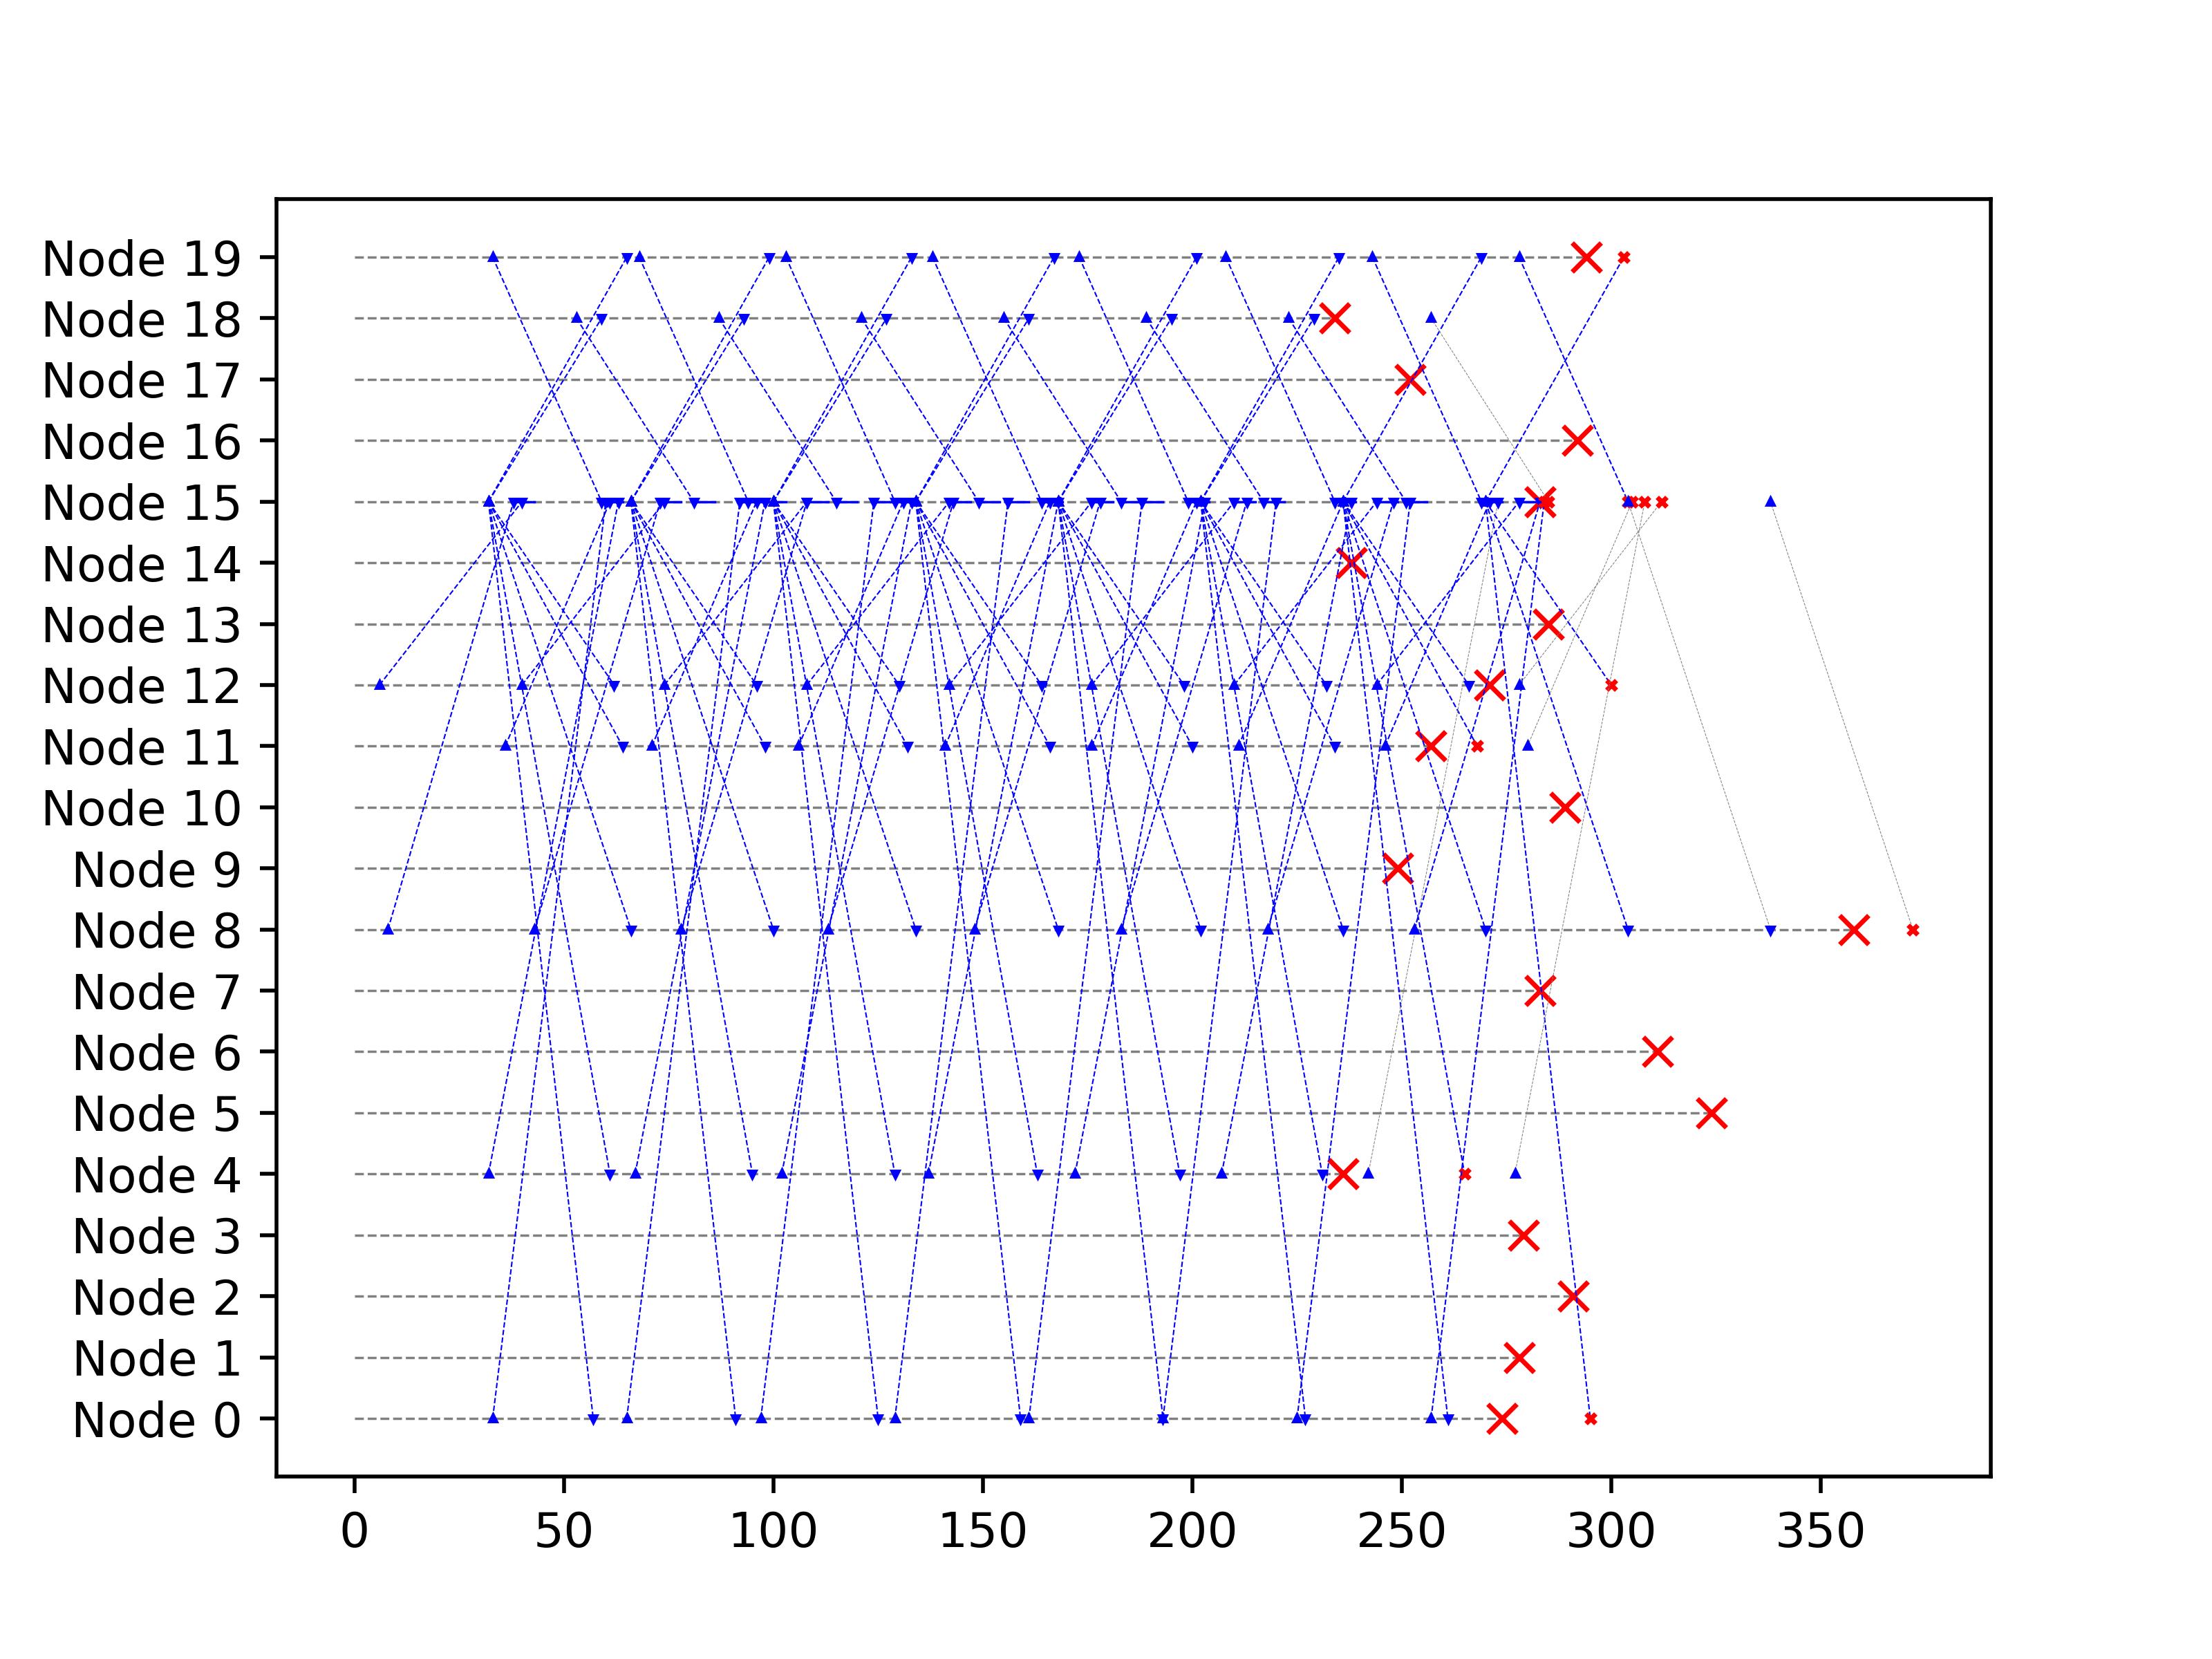 Node 19
Node 18
Node 17
Node 16
Node 15
Node 14
Node 13
Node 12
Node 11
Node 10
Node 9
Node 8
Node 7
Node 6
Node 5
Node 4
Node 3
Node 2
Node 1
Node 0
0 50 100 150 200 250 300 350